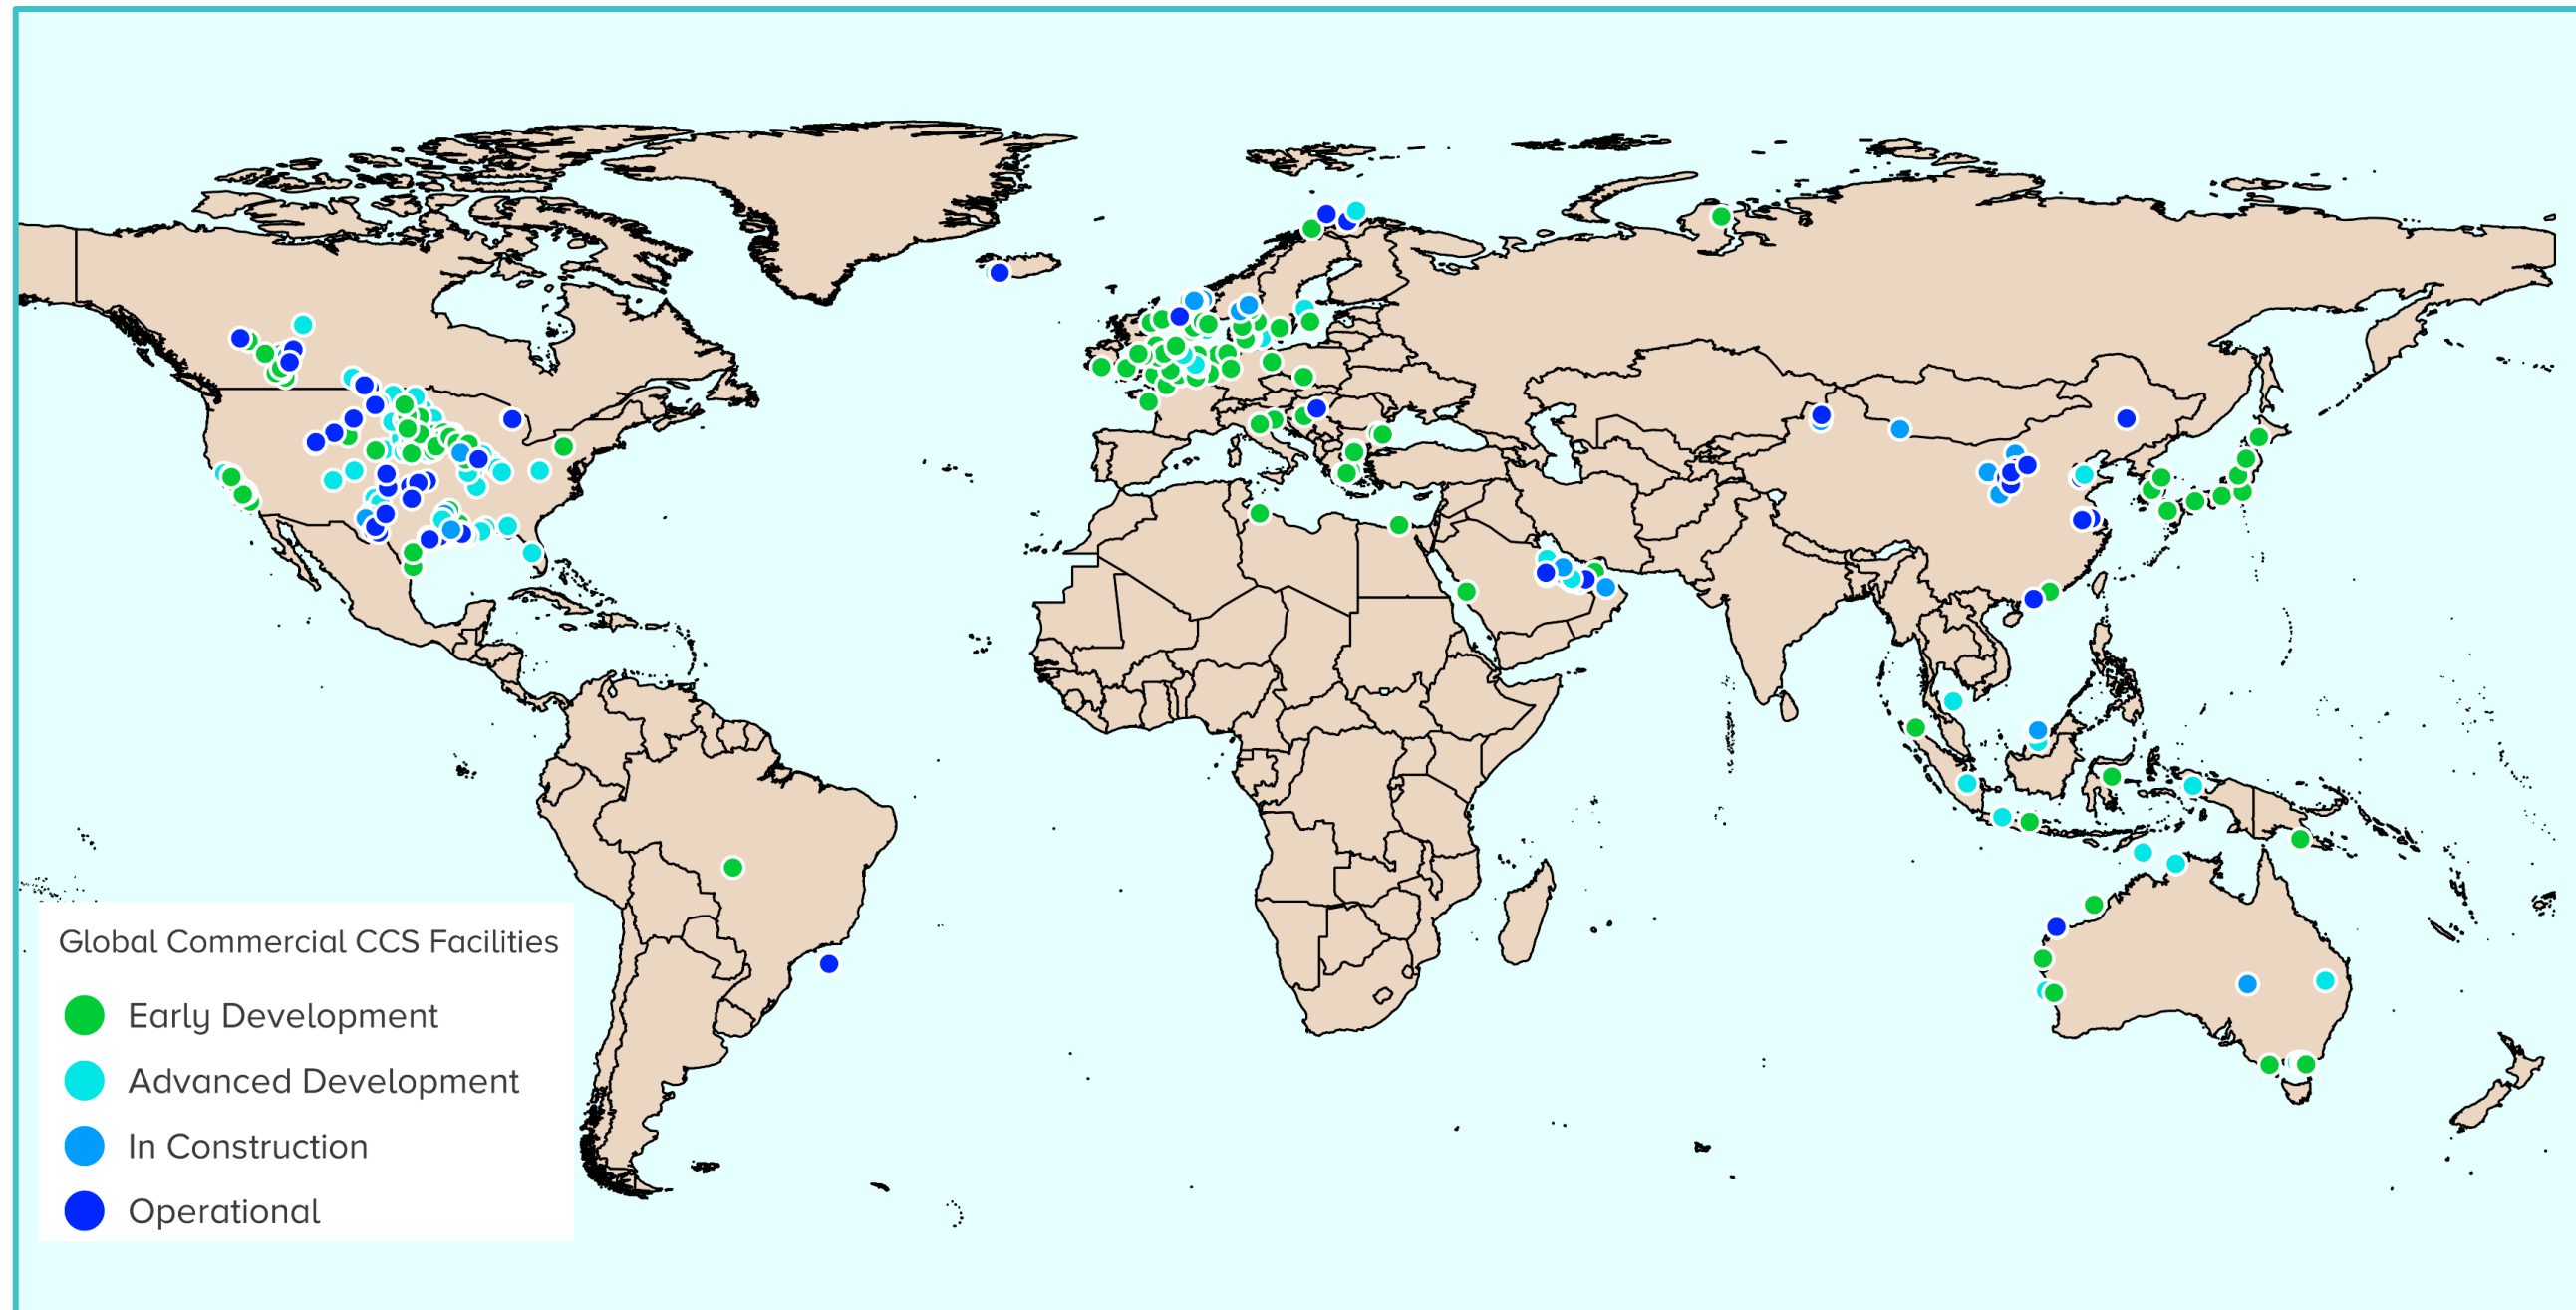 Global Commercial CCS Facilities
Early Development
Advanced Development
In Construction
Operational